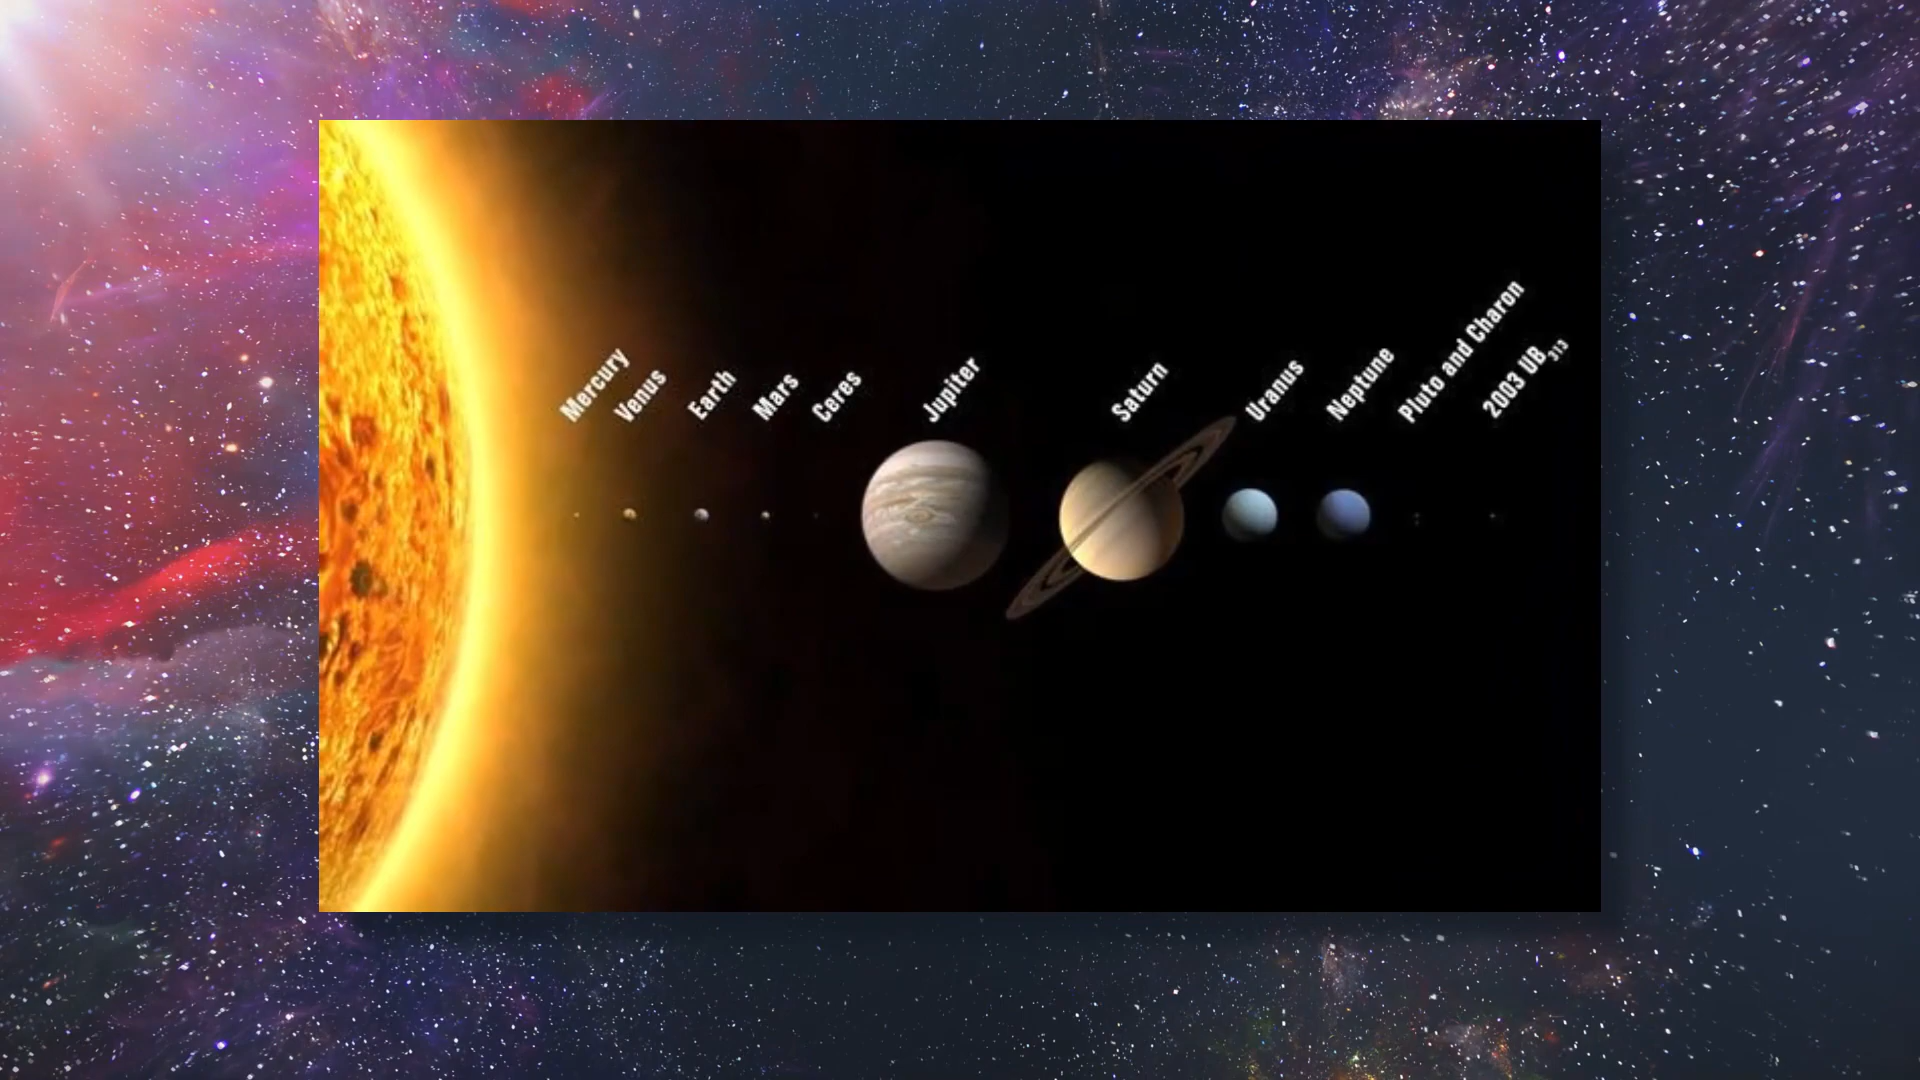 Mercury
Venus
Earth
Mars
Ceres
Jupiter
Saturn
Uranus
Neptune
Pluto and Charon
2003 UB₃₁₃